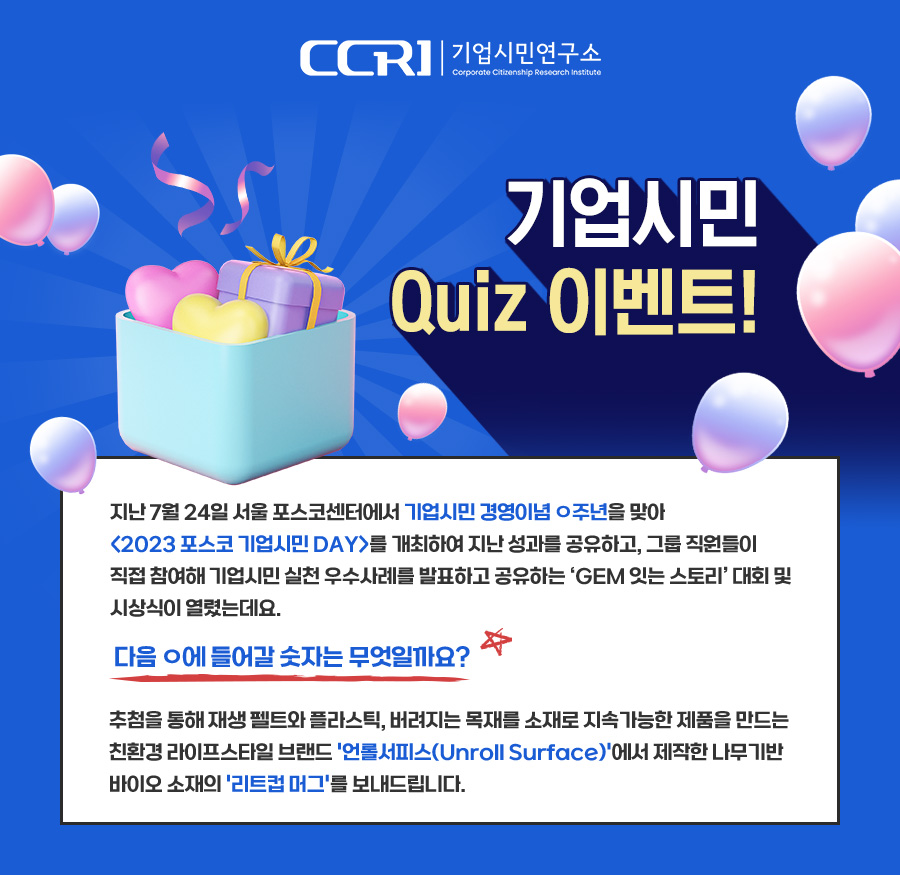 CCRI 기업시민연구소
Corporate Citizenship Research Institute
기업시민
Quiz 이벤트!
지난 7월 24일 서울 포스코센터에서 기업시민 경영이념 ㅇ주년을 맞아
<2023 포스코 기업시민 DAY>를 개최하여 지난 성과를 공유하고, 그룹 직원들이
직접 참여해 기업시민 실천 우수사례를 발표하고 공유하는 ‘GEM 잇는 스토리’ 대회 및
시상식이 열렸는데요.
다음 ㅇ에 들어갈 숫자는 무엇일까요?
추첨을 통해 재생 펠트와 플라스틱, 버려지는 목재를 소재로 지속가능한 제품을 만드는
친환경 라이프스타일 브랜드 '언롤서피스(Unroll Surface)'에서 제작한 나무기반
바이오 소재의 '리트컵 머그'를 보내드립니다.